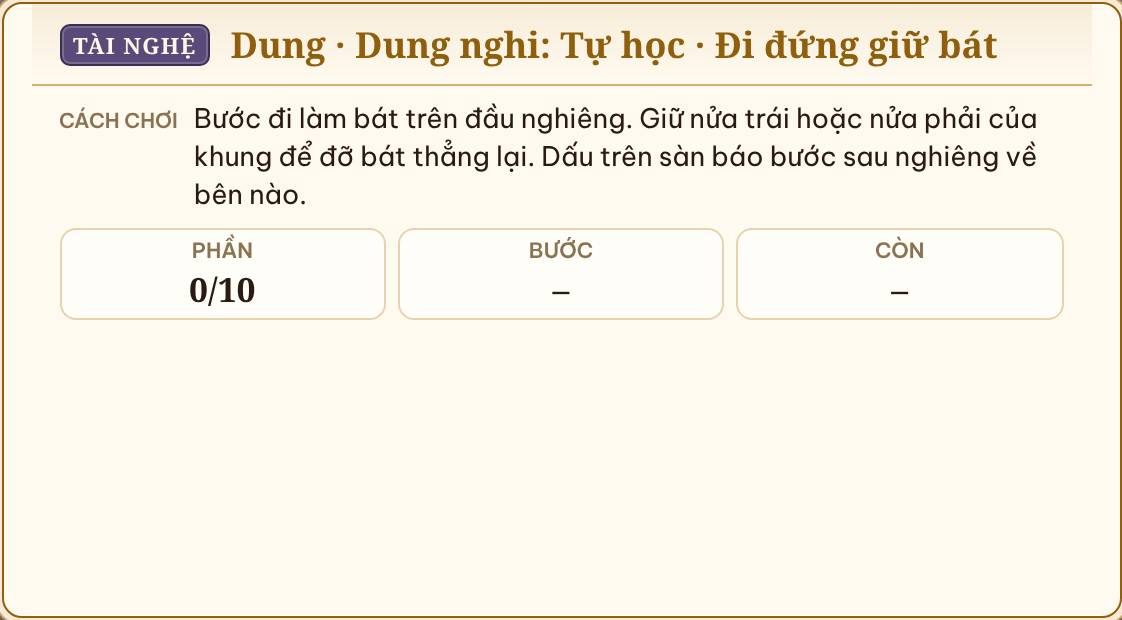 TÀI NGHỆ Dung · Dung nghi: Tự học · Đi đứng giữ bát
CÁCH CHƠI Bước đi làm bát trên đầu nghiêng. Giữ nửa trái hoặc nửa phải của
khung để đỡ bát thẳng lại. Dấu trên sàn báo bước sau nghiêng về
bên nào.
PHẦN BƯỚC CÒN
0/10 – –